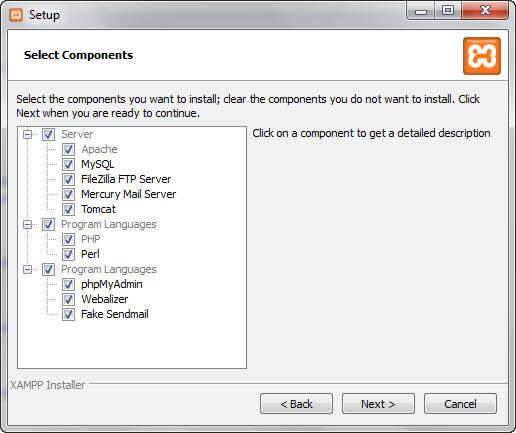 Setup
Select Components
Select the components you want to install; clear the components you do not want to install. Click
Next when you are ready to continue.
Server
Apache
MySQL
FileZilla FTP Server
Mercury Mail Server
Tomcat
Program Languages
PHP
Perl
Program Languages
phpMyAdmin
Webalizer
Fake Sendmail
Click on a component to get a detailed description
XAMPP Installer
< Back
Next >
Cancel